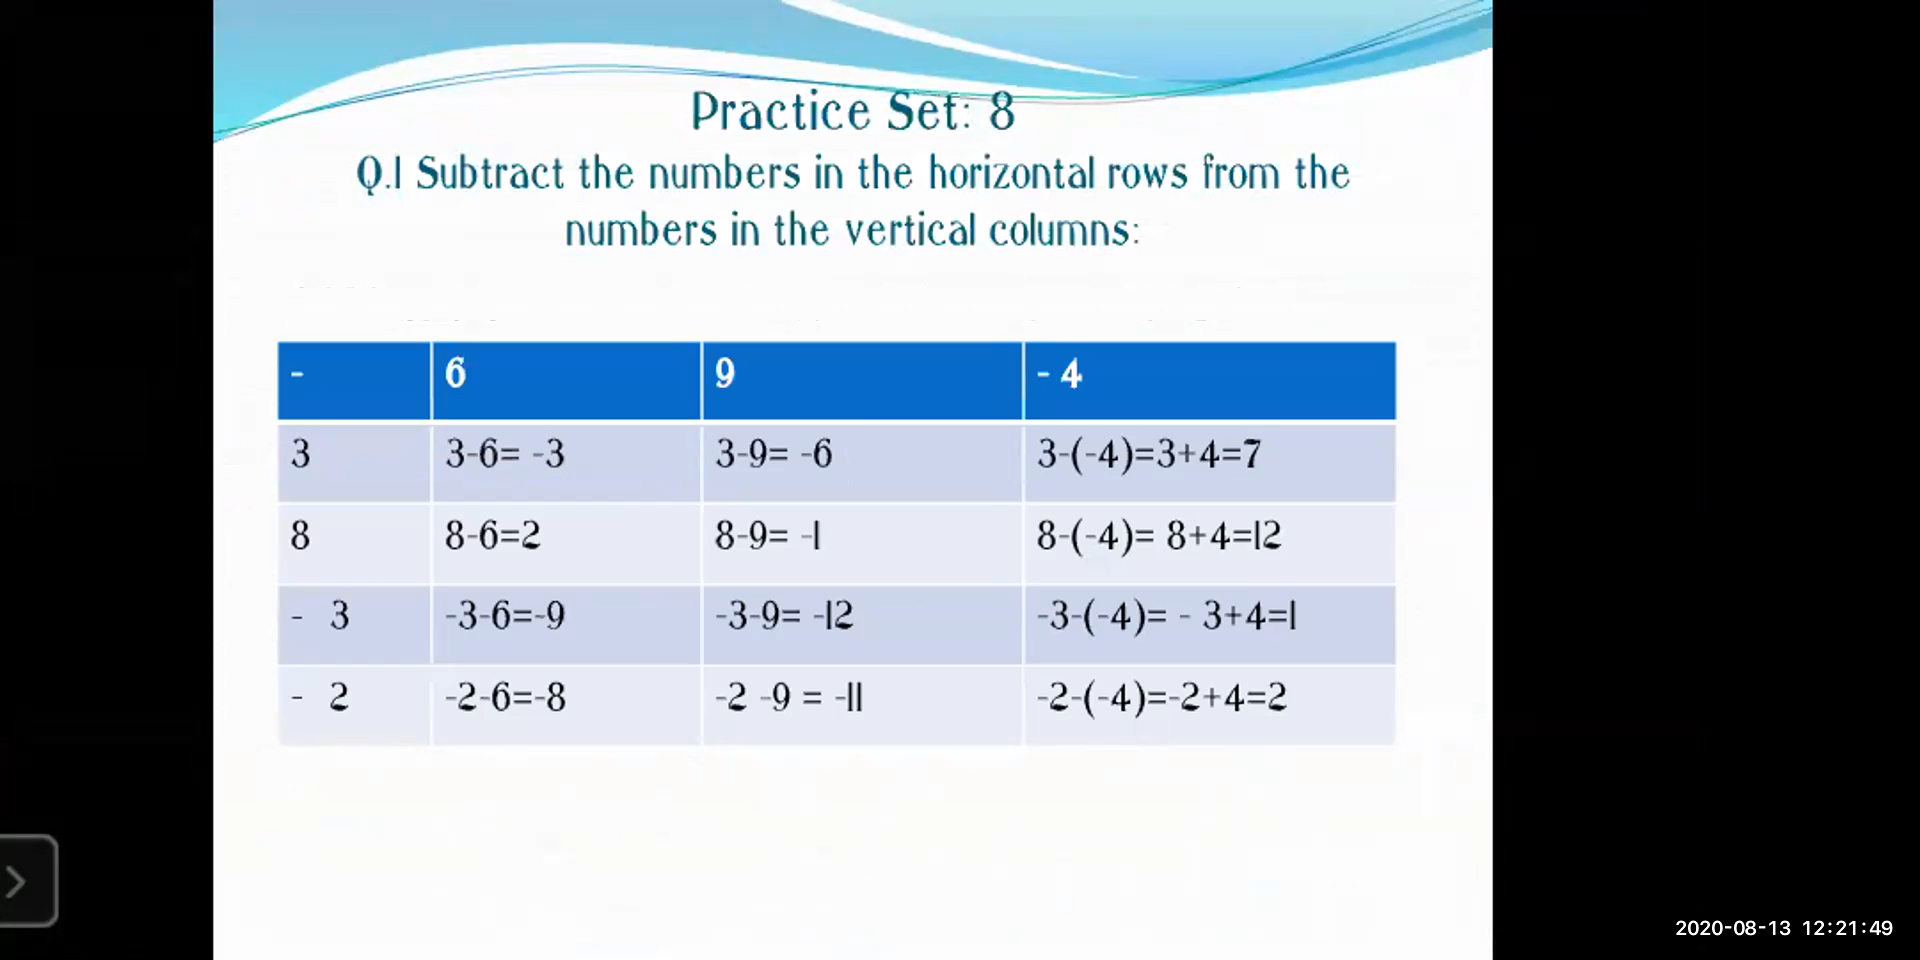 Practice Set: 8
Q.1 Subtract the numbers in the horizontal rows from the
numbers in the vertical columns:
- 6 9 - 4
3 3-6= -3 3-9= -6 3-(-4)=3+4=7
8 8-6=2 8-9= -1 8-(-4)= 8+4=12
- 3 -3-6=-9 -3-9= -12 -3-(-4)= - 3+4=1
- 2 -2-6=-8 -2 -9 = -11 -2-(-4)=-2+4=2
2020-08-13 12:21:49